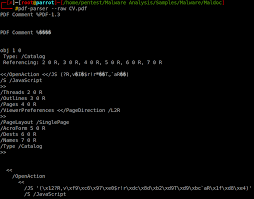 [paul@parrot]-[/home/pentest/Malware Analysis/Samples/Maldoc]
#pdf-parser --raw CV.pdf
PDF Comment %PDF-1.3
PDF Comment
obj 1 0
Type: /Catalog
Referencing: 2 0 R, 3 0 R, 4 0 R, 5 0 R, 6 0 R, 7 0 R
<</OpenAction <</JS
/S /JavaScript
>>
/Threads 2 0 R
/Outlines 3 0 R
/Pages 4 0 R
/ViewerPreferences <</PageDirection /L2R
>>
/PageLayout /SinglePage
/AcroForm 5 0 R
/Dests 6 0 R
/Names 7 0 R
/Type /Catalog
>>
<<
/OpenAction
<<
/JS
/S /JavaScript